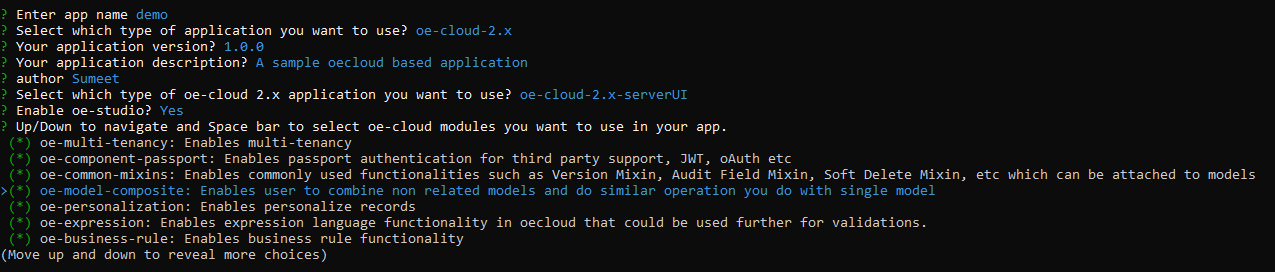 ? Enter app name demo
? Select which type of application you want to use? oe-cloud-2.x
? Your application version? 1.0.0
? Your application description? A sample oecloud based application
? author Sumeet
? Select which type of oe-cloud 2.x application you want to use? oe-cloud-2.x-serverUI
? Enable oe-studio? Yes
? Up/Down to navigate and Space bar to select oe-cloud modules you want to use in your app.
(*) oe-multi-tenancy: Enables multi-tenancy
(*) oe-component-passport: Enables passport authentication for third party support, JWT, oAuth etc
(*) oe-common-mixins: Enables commonly used functionalities such as Version Mixin, Audit Field Mixin, Soft Delete Mixin, etc which can be attached to models
>(*) oe-model-composite: Enables user to combine non related models and do similar operation you do with single model
(*) oe-personalization: Enables personalize records
(*) oe-expression: Enables expression language functionality in oecloud that could be used further for validations.
(*) oe-business-rule: Enables business rule functionality
(Move up and down to reveal more choices)